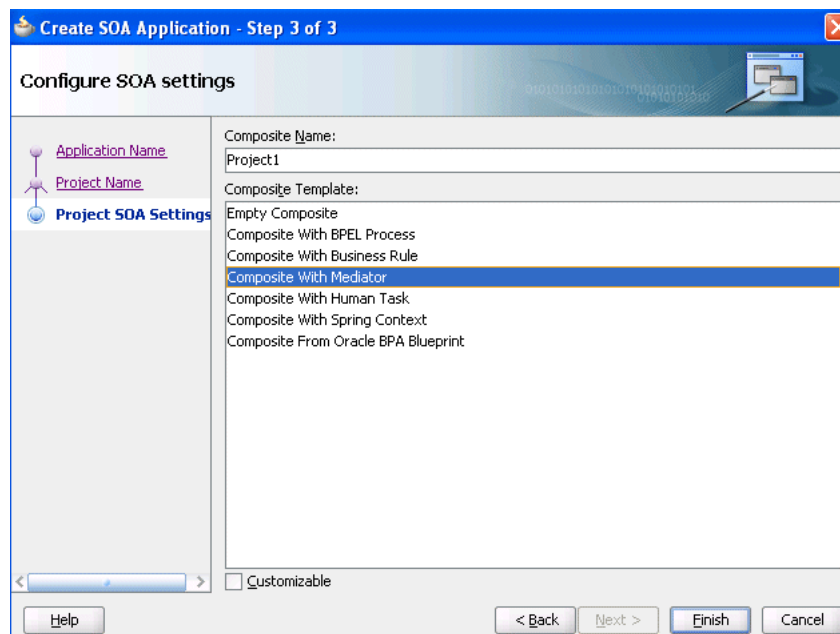 Create SOA Application - Step 3 of 3
Configure SOA settings
Application Name
Project Name
Project SOA Settings
Composite Name:
Project1
Composite Template:
Empty Composite
Composite With BPEL Process
Composite With Business Rule
Composite With Mediator
Composite With Human Task
Composite With Spring Context
Composite From Oracle BPA Blueprint
Customizable
Help
< Back
Next >
Finish
Cancel